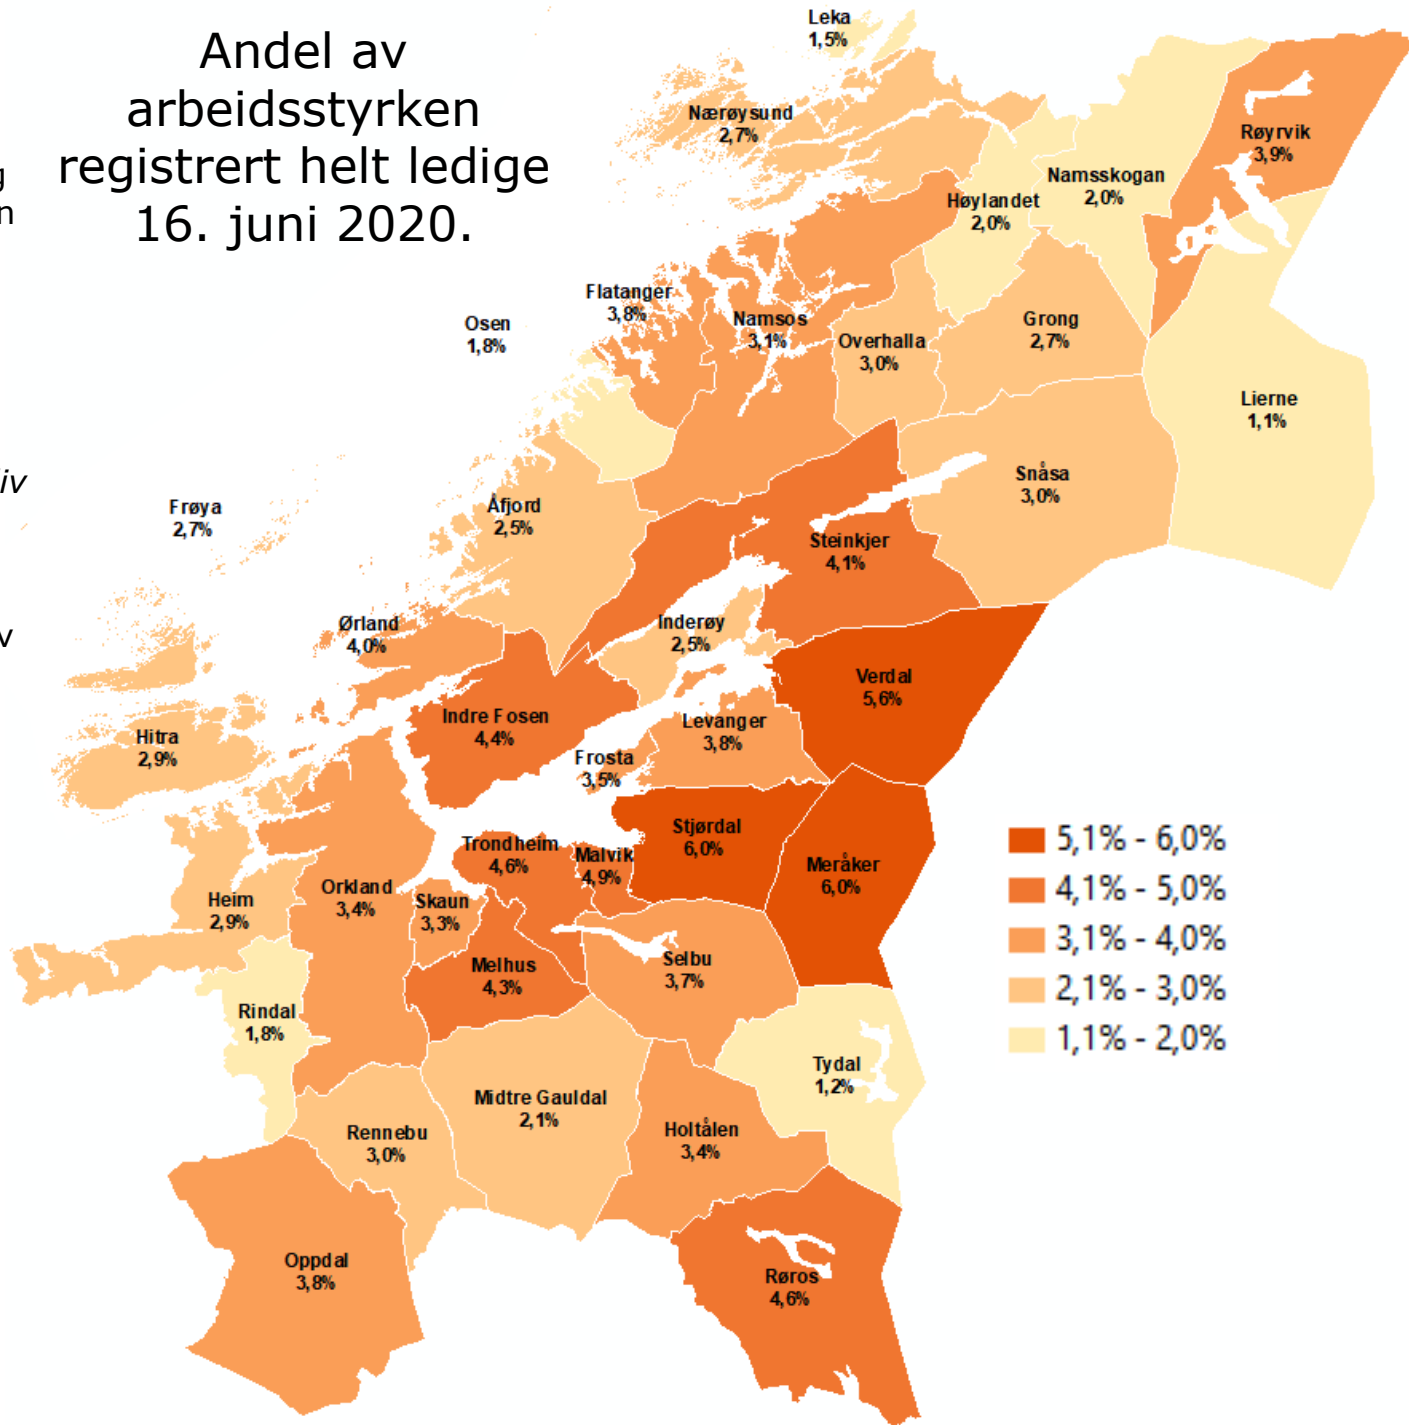 Andel av
arbeidsstyrken
registrert helt ledige
16. juni 2020.
g
n
iv
v
Leka
1,5%
Nærøysund
2,7%
Røyrvik
3,9%
Namsskogan
2,0%
Høylandet
2,0%
Flatanger
3,8%
Osen
1,8%
Namsos
3,1%
Overhalla
3,0%
Grong
2,7%
Lierne
1,1%
Snåsa
3,0%
Frøya
2,7%
Åfjord
2,5%
Steinkjer
4,1%
Ørland
4,0%
Inderøy
2,5%
Verdal
5,6%
Indre Fosen
4,4%
Levanger
3,8%
Hitra
2,9%
Frosta
3,5%
Stjørdal
6,0%
Trondheim
4,6%
Malvik
4,9%
Meråker
6,0%
Heim
2,9%
Orkland
3,4%
Skaun
3,3%
Melhus
4,3%
Selbu
3,7%
Rindal
1,8%
Tydal
1,2%
Midtre Gauldal
2,1%
Rennebu
3,0%
Holtålen
3,4%
Oppdal
3,8%
Røros
4,6%
5,1% - 6,0%
4,1% - 5,0%
3,1% - 4,0%
2,1% - 3,0%
1,1% - 2,0%